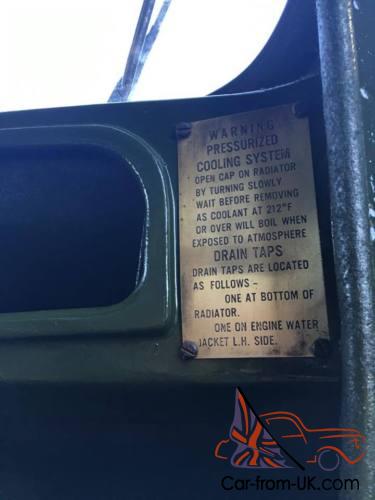 WARNING
PRESSURIZED
COOLING SYSTEM
OPEN CAP ON RADIATOR
BY TURNING SLOWLY
WAIT BEFORE REMOVING
AS COOLANT AT 212°F
OR OVER WILL BOIL WHEN
EXPOSED TO ATMOSPHERE
DRAIN TAPS
DRAIN TAPS ARE LOCATED
AS FOLLOWS -
ONE AT BOTTOM OF
RADIATOR.
ONE ON ENGINE WATER
JACKET L.H. SIDE.
Car-from-UK.com